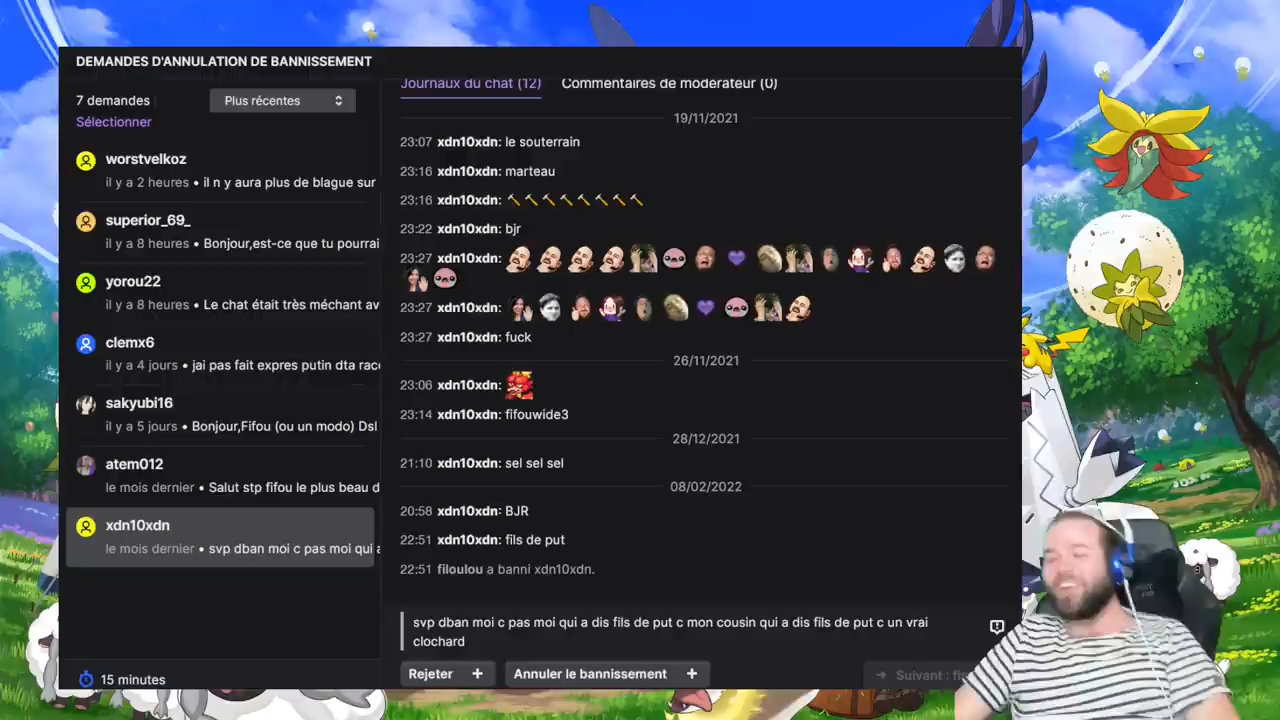 DEMANDES D'ANNULATION DE BANNISSEMENT
7 demandes
Plus récentes
Sélectionner
worstvelkoz
il y a 2 heures • il n y aura plus de blague sur
superior_69_
il y a 8 heures • Bonjour,est-ce que tu pourrai
yorou22
il y a 8 heures • Le chat était très méchant av
clemx6
il y a 4 jours • jai pas fait expres putin dta race
sakyubi16
il y a 5 jours • Bonjour,Fifou (ou un modo) Dsl
atem012
le mois dernier • Salut stp fifou le plus beau d
xdn10xdn
le mois dernier • svp dban moi c pas moi qui a
15 minutes
Journaux du chat (12) Commentaires de modérateur (0)
19/11/2021
23:07 xdn10xdn: le souterrain
23:16 xdn10xdn: marteau
23:16 xdn10xdn:
23:22 xdn10xdn: bjr
23:27 xdn10xdn:
23:27 xdn10xdn:
23:27 xdn10xdn: fuck
26/11/2021
23:06 xdn10xdn:
23:14 xdn10xdn: fifouwide3
28/12/2021
21:10 xdn10xdn: sel sel sel
08/02/2022
20:58 xdn10xdn: BJR
22:51 xdn10xdn: fils de put
22:51 filoulou a banni xdn10xdn.
svp dban moi c pas moi qui a dis fils de put c mon cousin qui a dis fils de put c un vrai
clochard
Rejeter + Annuler le bannissement +
→ Suivant :